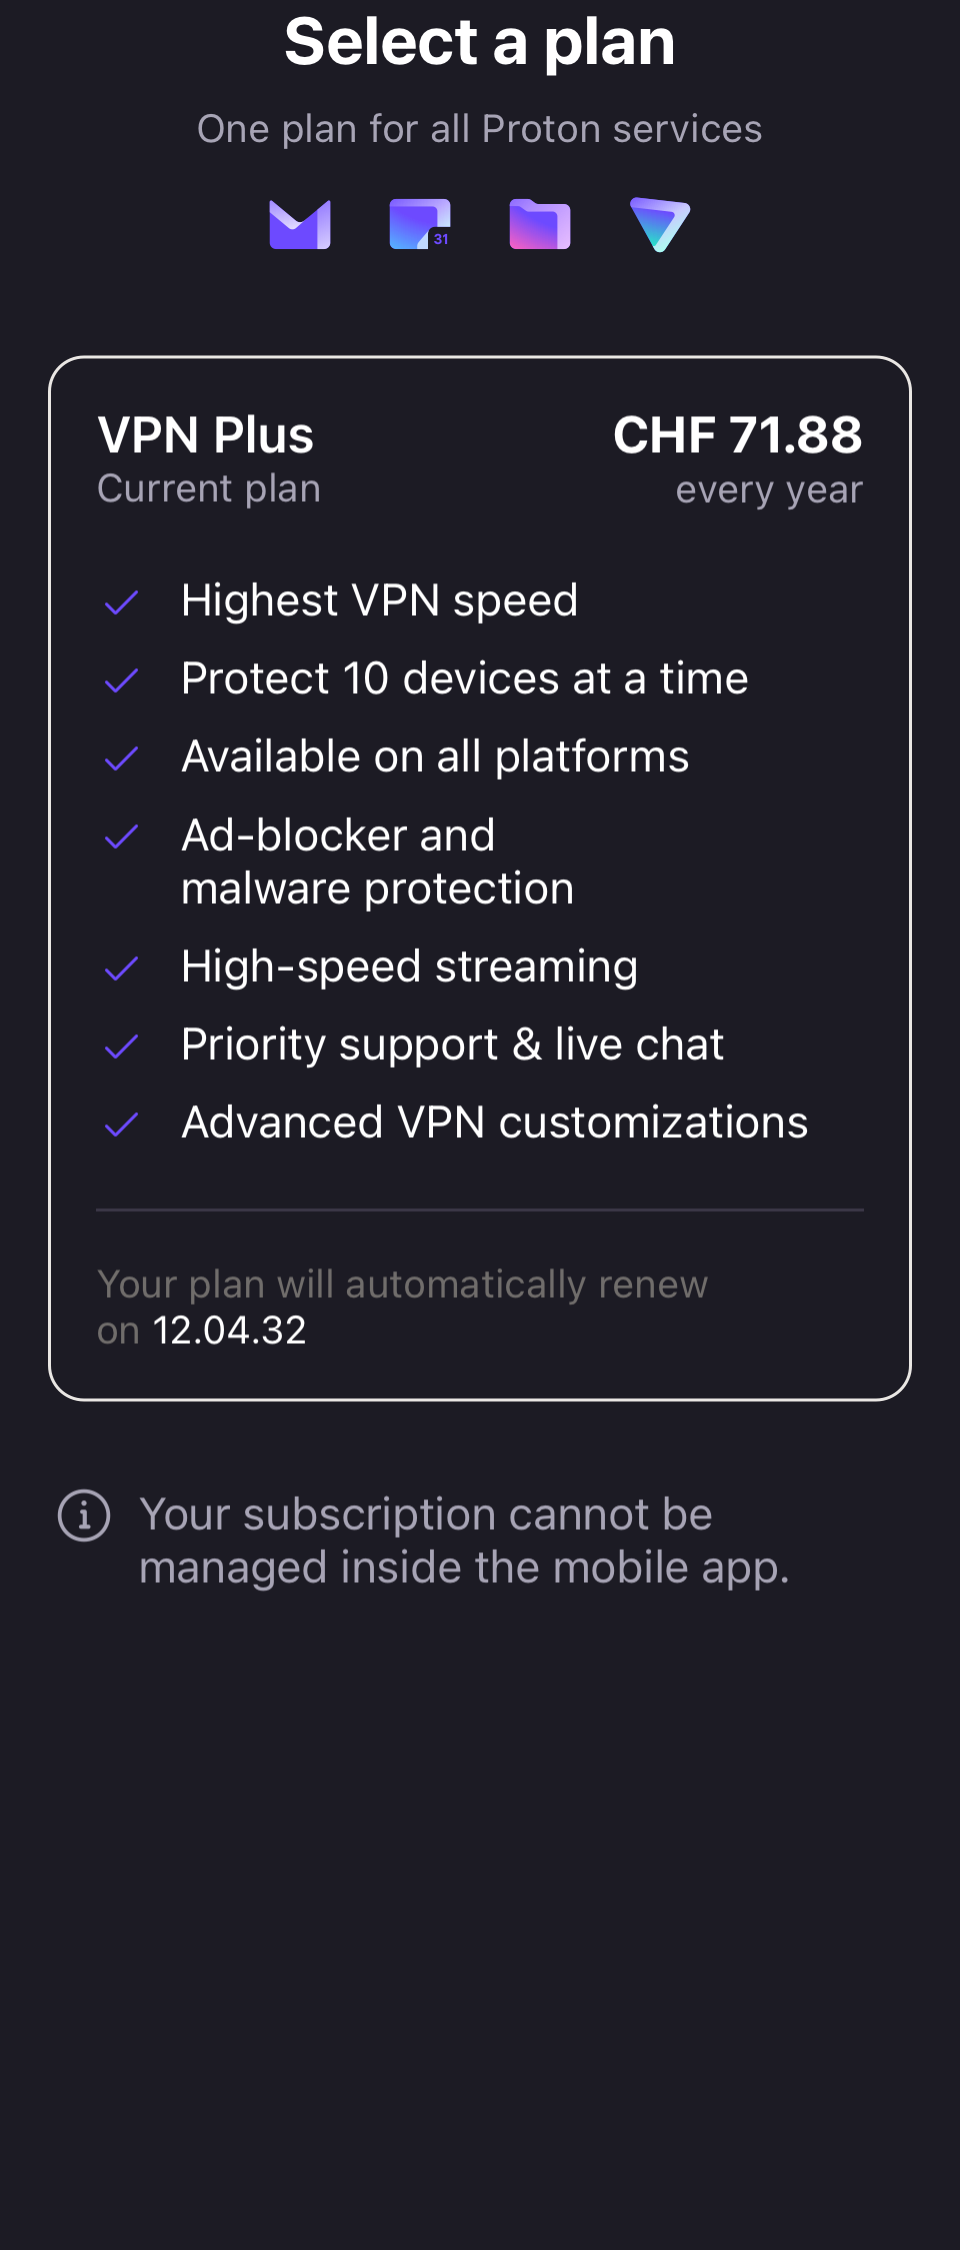 Select a plan
One plan for all Proton services
31
VPN Plus
CHF 71.88
Current plan
every year
Highest VPN speed
Protect 10 devices at a time
Available on all platforms
Ad-blocker and
malware protection
High-speed streaming
Priority support & live chat
Advanced VPN customizations
Your plan will automatically renew
on 12.04.32
Your subscription cannot be
managed inside the mobile app.